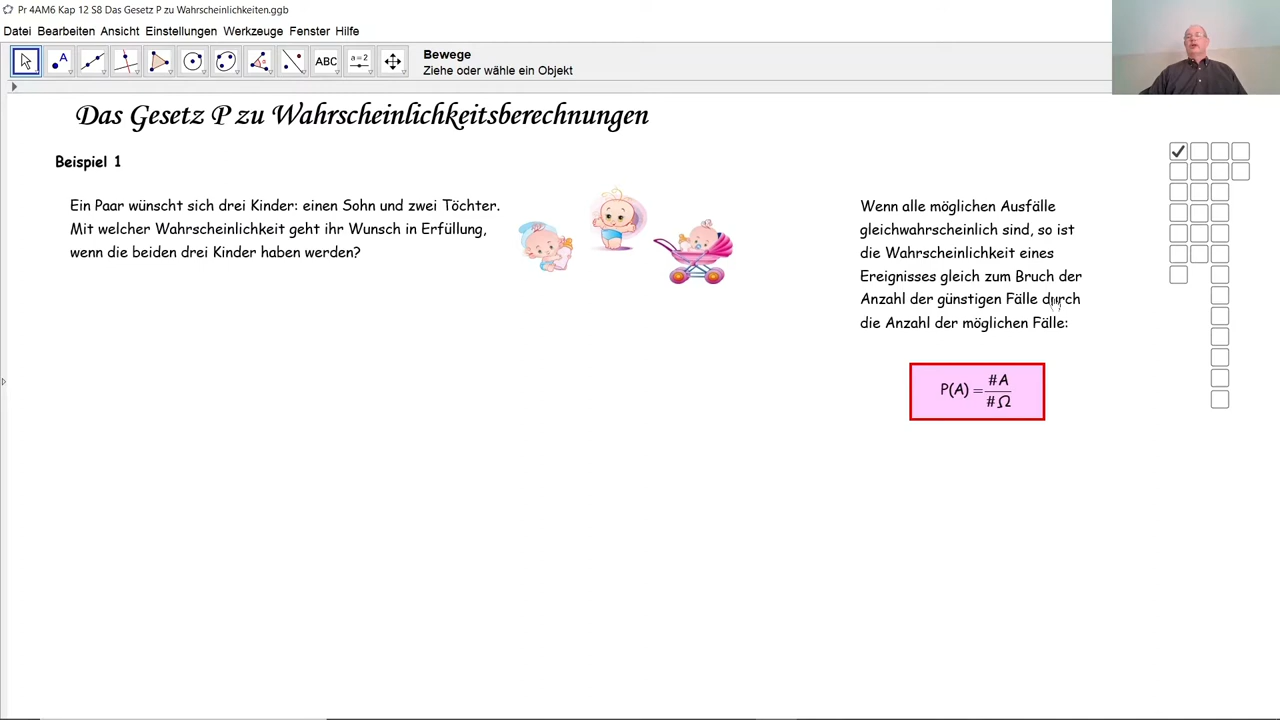 Pr 4AM6 Kap 12 S8 Das Gesetz P zu Wahrscheinlichkeiten.ggb
Datei Bearbeiten Ansicht Einstellungen Werkzeuge Fenster Hilfe
ABC
a=2
A
α
Bewege
Ziehe oder wähle ein Objekt
Das Gesetz P zu Wahrscheinlichkeitsberechnungen
Beispiel 1
Ein Paar wünscht sich drei Kinder: einen Sohn und zwei Töchter.
Mit welcher Wahrscheinlichkeit geht ihr Wunsch in Erfüllung,
wenn die beiden drei Kinder haben werden?
Wenn alle möglichen Ausfälle
gleichwahrscheinlich sind, so ist
die Wahrscheinlichkeit eines
Ereignisses gleich zum Bruch der
Anzahl der günstigen Fälle durch
die Anzahl der möglichen Fälle:
P(A) = #A / #Ω